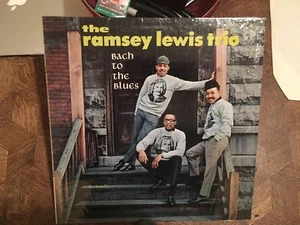 the
ramsey lewis trio
Bach
to
the
Blues